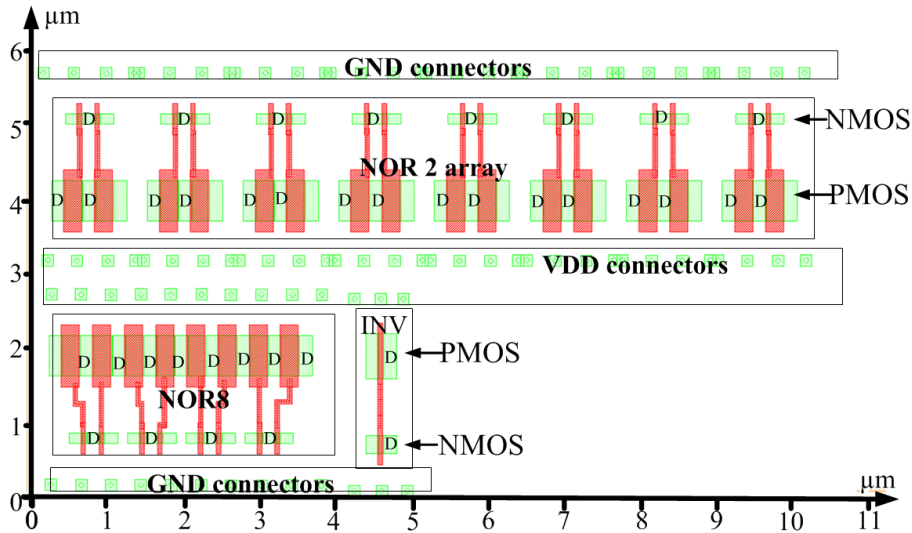 µm
6
GND connectors
5
D D D D D D D D
NMOS
NOR 2 array
4
D D D D D D D D D D D D D D D D
PMOS
3
VDD connectors
INV
2
D D D D D D D D
D
PMOS
NOR8
1
D D D D
D
NMOS
GND connectors
µm
0
0 1 2 3 4 5 6 7 8 9 10 11